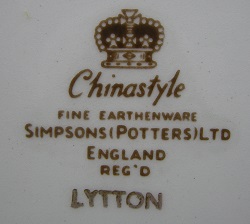 Chinastyle
FINE EARTHENWARE
SIMPSONS (POTTERS) LTD
ENGLAND
REG'D
LYTTON